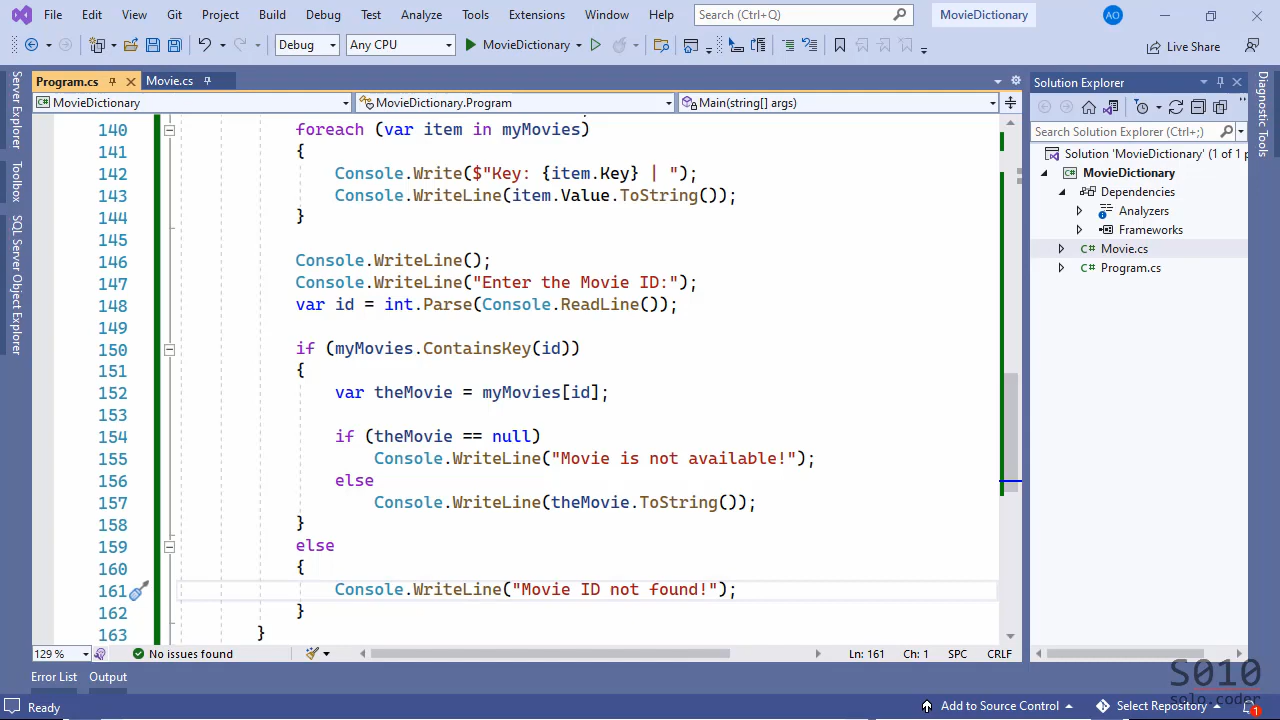 File Edit View Git Project Build Debug Test Analyze Tools Extensions Window Help Search (Ctrl+Q) MovieDictionary AO
Debug Any CPU MovieDictionary Live Share
Server Explorer
Toolbox
SQL Server Object Explorer
Program.cs Movie.cs
MovieDictionary MovieDictionary.Program Main(string[] args)
140 foreach (var item in myMovies)
141 {
142 Console.Write($"Key: {item.Key} | ");
143 Console.WriteLine(item.Value.ToString());
144 }
145
146 Console.WriteLine();
147 Console.WriteLine("Enter the Movie ID:");
148 var id = int.Parse(Console.ReadLine());
149
150 if (myMovies.ContainsKey(id))
151 {
152 var theMovie = myMovies[id];
153
154 if (theMovie == null)
155 Console.WriteLine("Movie is not available!");
156 else
157 Console.WriteLine(theMovie.ToString());
158 }
159 else
160 {
161 Console.WriteLine("Movie ID not found!");
162 }
163 }
129 % No issues found Ln: 161 Ch: 1 SPC CRLF
Solution Explorer
Search Solution Explorer (Ctrl+;)
Solution 'MovieDictionary' (1 of 1 p
MovieDictionary
Dependencies
Analyzers
Frameworks
Movie.cs
Program.cs
Diagnostic Tools
Error List Output
S010
solo.coder
Ready Add to Source Control Select Repository 1